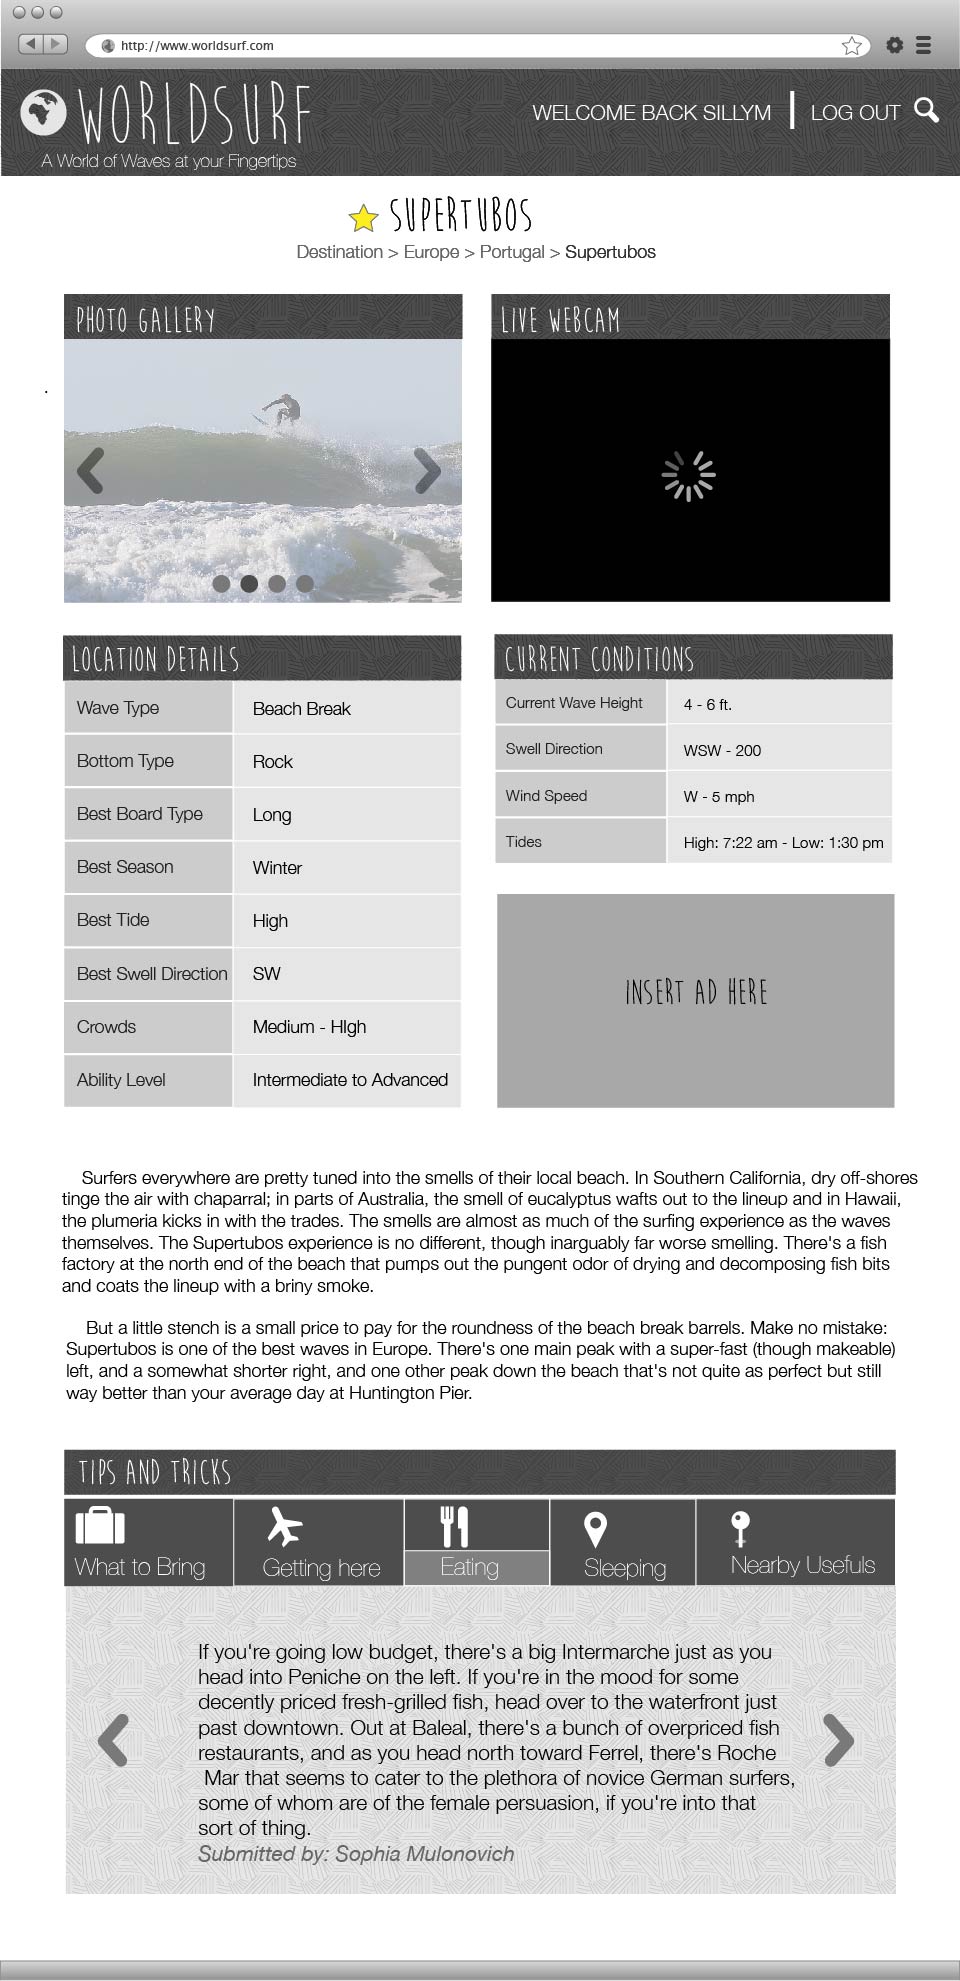 http://www.worldsurf.com
WORLDSURF
A World of Waves at your Fingertips
WELCOME BACK SILLYM | LOG OUT
SUPERTUBOS
Destination > Europe > Portugal > Supertubos
PHOTO GALLERY
LIVE WEBCAM
LOCATION DETAILS
Wave Type Beach Break
Bottom Type Rock
Best Board Type Long
Best Season Winter
Best Tide High
Best Swell Direction SW
Crowds Medium - HIgh
Ability Level Intermediate to Advanced
CURRENT CONDITIONS
Current Wave Height 4 - 6 ft.
Swell Direction WSW - 200
Wind Speed W - 5 mph
Tides High: 7:22 am - Low: 1:30 pm
INSERT AD HERE
Surfers everywhere are pretty tuned into the smells of their local beach. In Southern California, dry off-shores
tinge the air with chaparral; in parts of Australia, the smell of eucalyptus wafts out to the lineup and in Hawaii,
the plumeria kicks in with the trades. The smells are almost as much of the surfing experience as the waves
themselves. The Supertubos experience is no different, though inarguably far worse smelling. There's a fish
factory at the north end of the beach that pumps out the pungent odor of drying and decomposing fish bits
and coats the lineup with a briny smoke.
But a little stench is a small price to pay for the roundness of the beach break barrels. Make no mistake:
Supertubos is one of the best waves in Europe. There's one main peak with a super-fast (though makeable)
left, and a somewhat shorter right, and one other peak down the beach that's not quite as perfect but still
way better than your average day at Huntington Pier.
TIPS AND TRICKS
What to Bring
Getting here
Eating
Sleeping
Nearby Usefuls
If you're going low budget, there's a big Intermarche just as you
head into Peniche on the left. If you're in the mood for some
decently priced fresh-grilled fish, head over to the waterfront just
past downtown. Out at Baleal, there's a bunch of overpriced fish
restaurants, and as you head north toward Ferrel, there's Roche
Mar that seems to cater to the plethora of novice German surfers,
some of whom are of the female persuasion, if you're into that
sort of thing.
Submitted by: Sophia Mulonovich